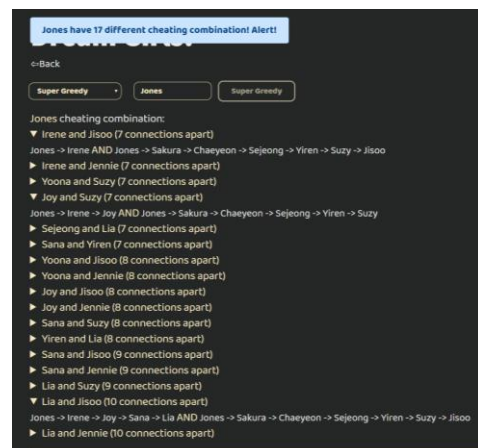 Jones have 17 different cheating combination! Alert!
⇦Back
Super Greedy
Jones
Super Greedy
Jones cheating combination:
▼ Irene and Jisoo (7 connections apart)
Jones -> Irene AND Jones -> Sakura -> Chaeyeon -> Sejeong -> Yiren -> Suzy -> Jisoo
► Irene and Jennie (7 connections apart)
► Yoona and Suzy (7 connections apart)
▼ Joy and Suzy (7 connections apart)
Jones -> Irene -> Joy AND Jones -> Sakura -> Chaeyeon -> Sejeong -> Yiren -> Suzy
► Sejeong and Lia (7 connections apart)
► Sana and Yiren (7 connections apart)
► Yoona and Jisoo (8 connections apart)
► Yoona and Jennie (8 connections apart)
► Joy and Jisoo (8 connections apart)
► Joy and Jennie (8 connections apart)
► Sana and Suzy (8 connections apart)
► Yiren and Lia (8 connections apart)
► Sana and Jisoo (9 connections apart)
► Sana and Jennie (9 connections apart)
► Lia and Suzy (9 connections apart)
▼ Lia and Jisoo (10 connections apart)
Jones -> Irene -> Joy -> Sana -> Lia AND Jones -> Sakura -> Chaeyeon -> Sejeong -> Yiren -> Suzy -> Jisoo
► Lia and Jennie (10 connections apart)